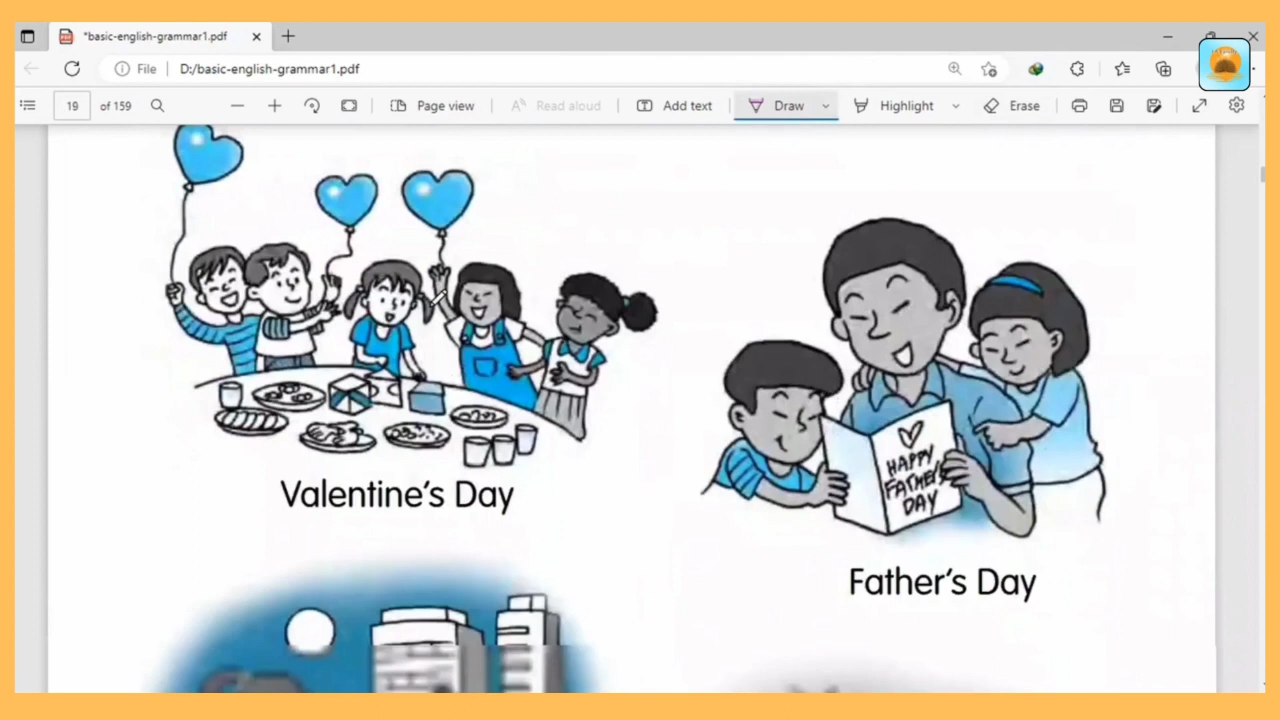 *basic-english-grammar1.pdf
File D:/basic-english-grammar1.pdf
19 of 159 Page view Read aloud Add text Draw Highlight Erase
Valentine's Day
HAPPY
FATHER'S
DAY
Father's Day